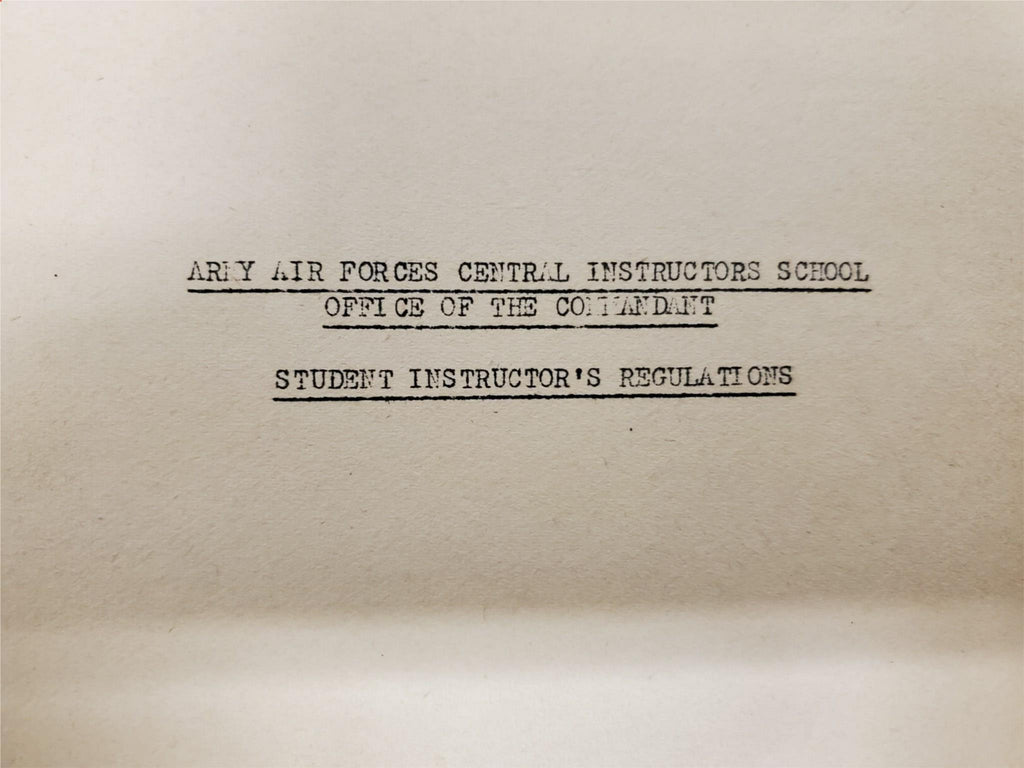 ARMY AIR FORCES CENTRAL INSTRUCTORS SCHOOL
OFFICE OF THE COMMANDANT
STUDENT INSTRUCTOR'S REGULATIONS